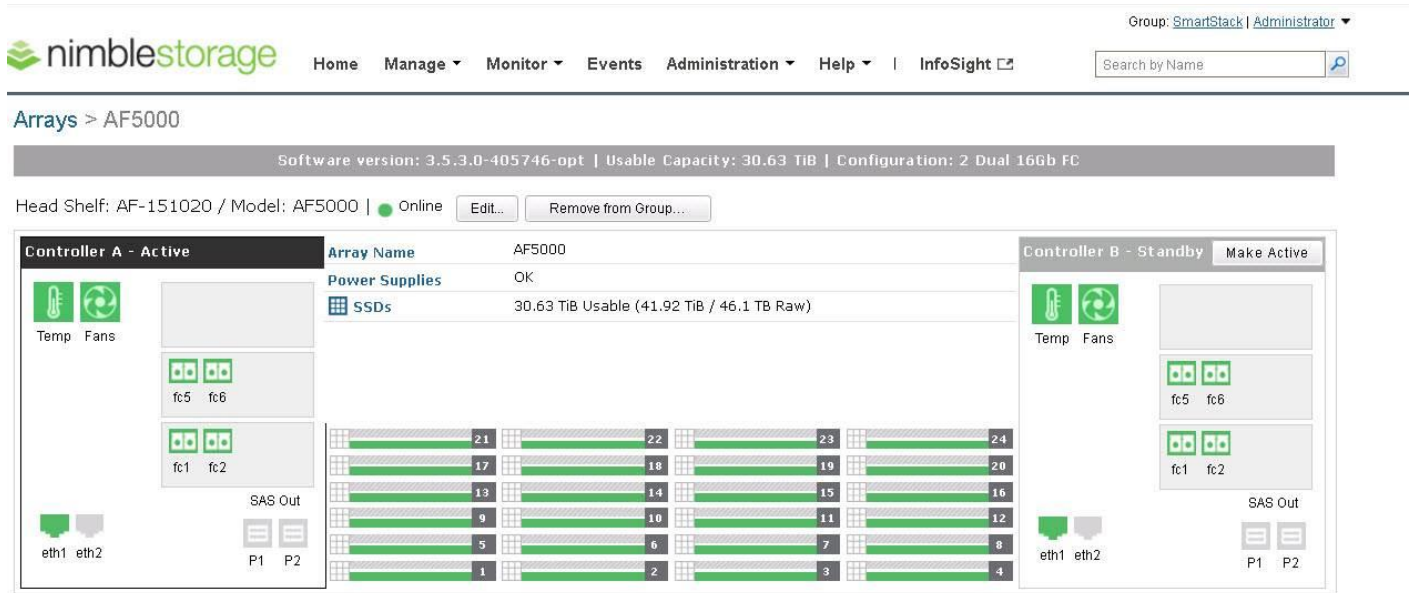 Group: SmartStack | Administrator
nimblestorage
Home Manage Monitor Events Administration Help | InfoSight
Search by Name
Arrays > AF5000
Software version: 3.5.3.0-405746-opt | Usable Capacity: 30.63 TiB | Configuration: 2 Dual 16Gb FC
Head Shelf: AF-151020 / Model: AF5000 | Online Edit... Remove from Group...
Controller A - Active
Temp Fans
fc5 fc6
fc1 fc2
SAS Out
eth1 eth2
P1 P2
Array Name AF5000
Power Supplies OK
SSDs 30.63 TiB Usable (41.92 TiB / 46.1 TB Raw)
21 22 23 24
17 18 19 20
13 14 15 16
9 10 11 12
5 6 7 8
1 2 3 4
Controller B - Standby Make Active
Temp Fans
fc5 fc6
fc1 fc2
SAS Out
eth1 eth2
P1 P2